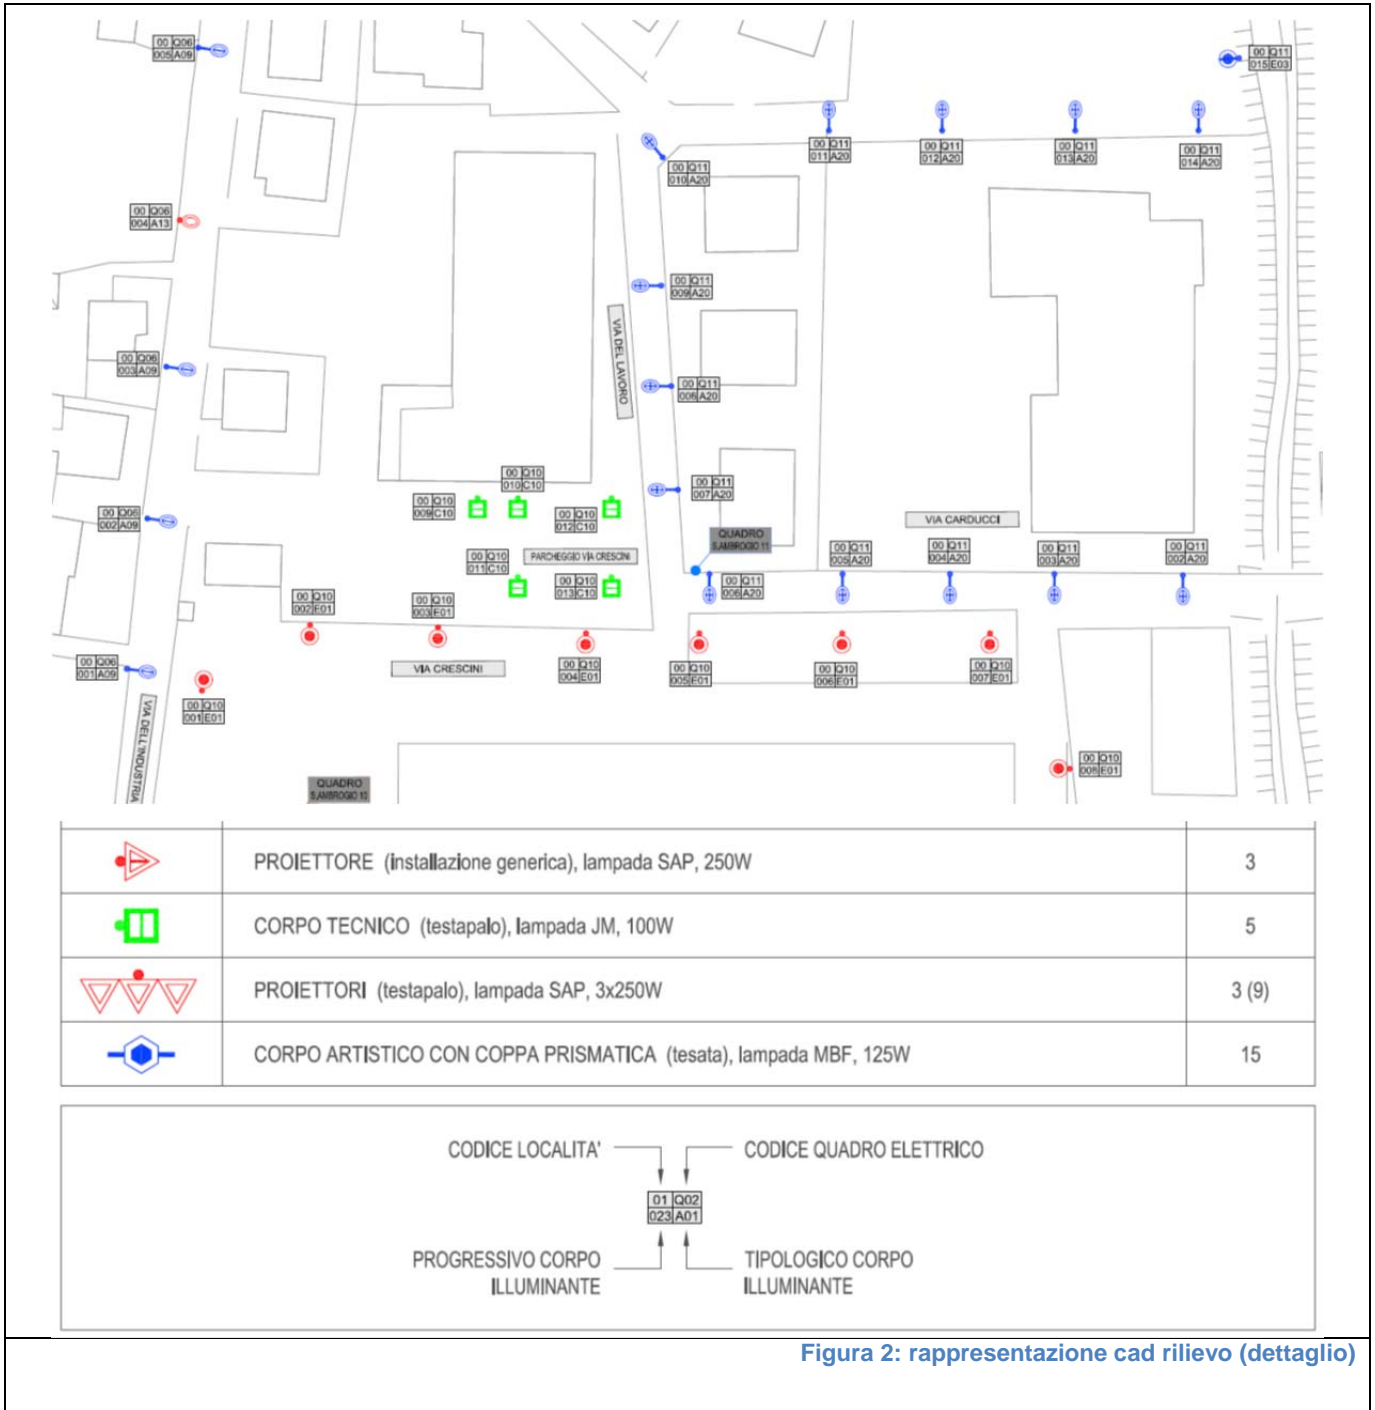 00 Q06
005 A09
00 Q11
015 E03
00 Q11
011 A20
00 Q11
012 A20
00 Q11
013 A20
00 Q11
014 A20
00 Q11
010 A20
00 Q06
004 A13
00 Q11
009 A20
VIA DEL LAVORO
00 Q06
003 A09
00 Q11
008 A20
00 Q10
010 C10
00 Q11
007 A20
00 Q10
009 C10
00 Q06
002 A09
00 Q10
012 C10
VIA CARDUCCI
QUADRO
S.AMBROGIO 11
00 Q10
011 C10
PARCHEGGIO VIA CRESCINI
00 Q11
005 A20
00 Q11
004 A20
00 Q11
003 A20
00 Q11
002 A20
00 Q10
013 C10
00 Q11
006 A20
00 Q10
002 E01
00 Q10
003 E01
00 Q06
001 A09
VIA CRESCINI
00 Q10
004 E01
00 Q10
005 E01
00 Q10
006 E01
00 Q10
007 E01
00 Q10
001 E01
VIA DELL'INDUSTRIA
00 Q10
008 E01
QUADRO
S.AMBROGIO 10
PROIETTORE (installazione generica), lampada SAP, 250W 3
CORPO TECNICO (testapalo), lampada JM, 100W 5
PROIETTORI (testapalo), lampada SAP, 3x250W 3 (9)
CORPO ARTISTICO CON COPPA PRISMATICA (tesata), lampada MBF, 125W 15
CODICE LOCALITA' CODICE QUADRO ELETTRICO
01 Q02
023 A01
PROGRESSIVO CORPO TIPOLOGICO CORPO
ILLUMINANTE ILLUMINANTE
Figura 2: rappresentazione cad rilievo (dettaglio)